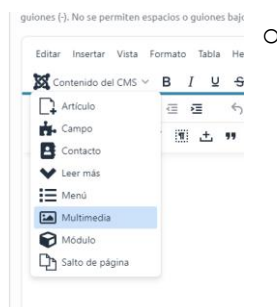 guiones (-). No se permiten espacios o guiones bajo
Editar Insertar Vista Formato Tabla He
Contenido del CMS B I U S
Artículo
Campo
Contacto
Leer más
Menú
Multimedia
Módulo
Salto de página